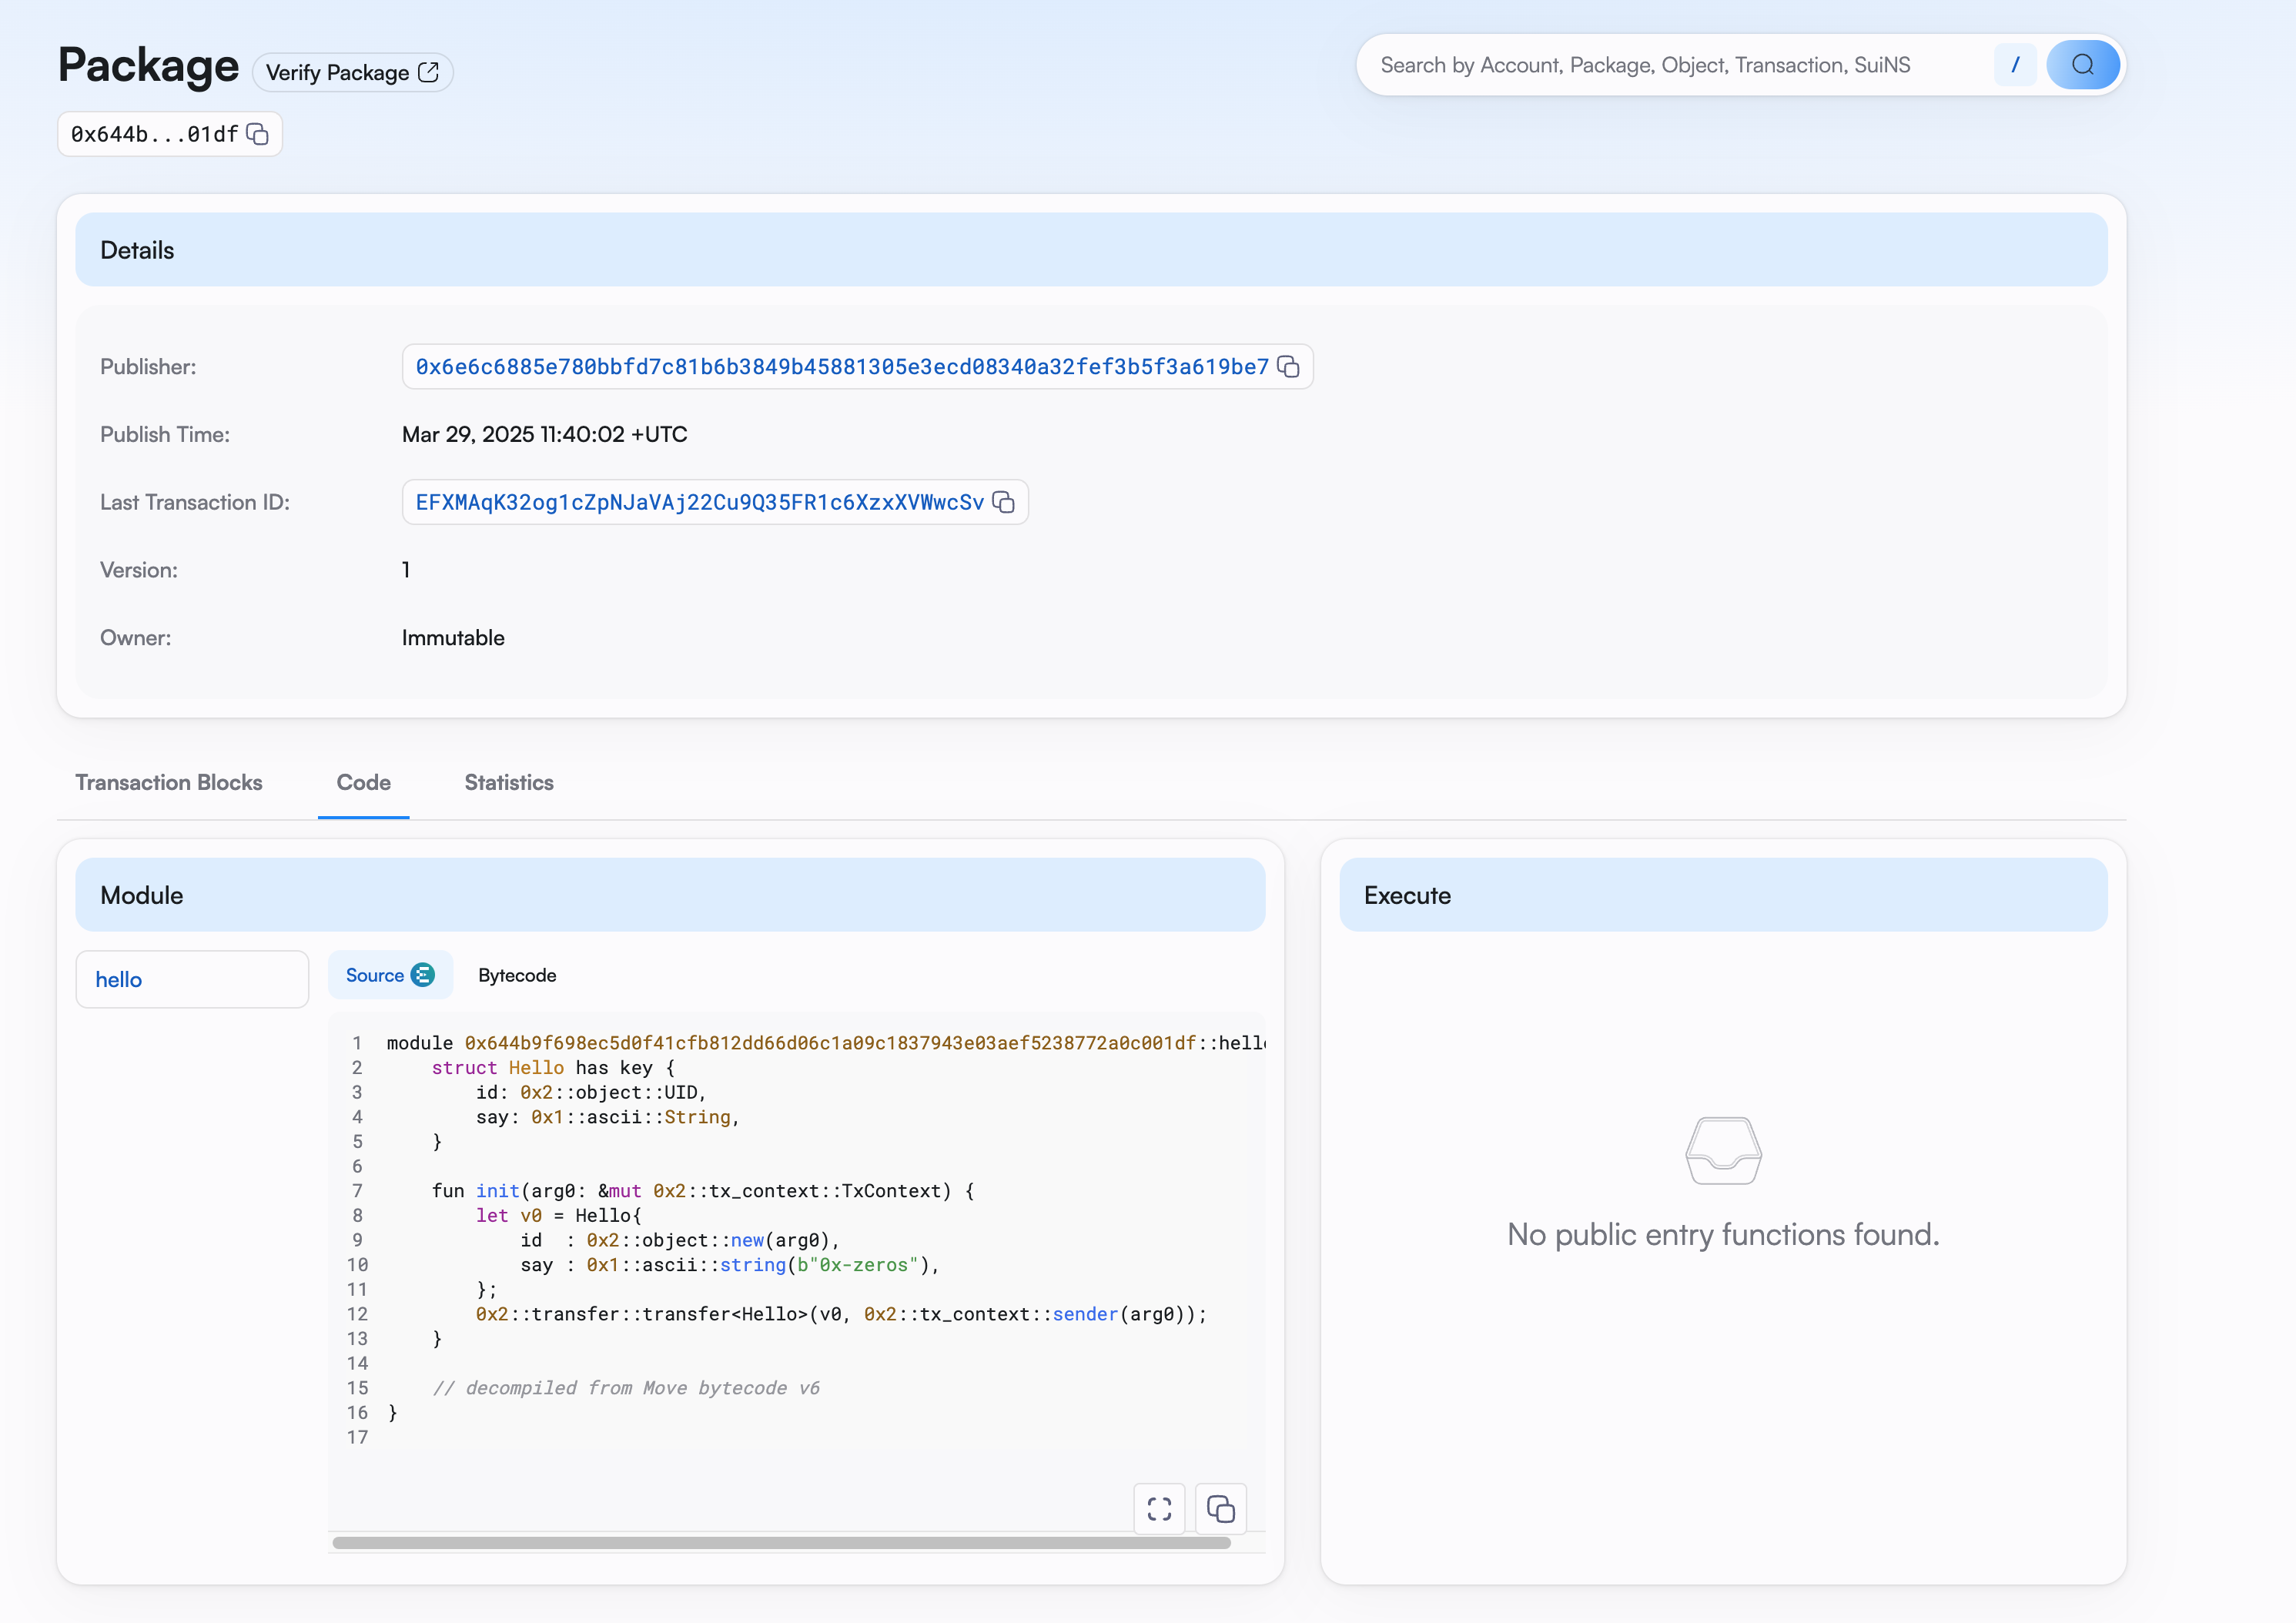 Package
Verify Package
Search by Account, Package, Object, Transaction, SuiNS
/
0x644b...01df
Details
Publisher:
0x6e6c6885e780bbfd7c81b6b3849b45881305e3ecd08340a32fef3b5f3a619be7
Publish Time:
Mar 29, 2025 11:40:02 +UTC
Last Transaction ID:
EFXMAqK32og1cZpNJaVAj22Cu9Q35FR1c6XzxXVWwcSv
Version:
1
Owner:
Immutable
Transaction Blocks
Code
Statistics
Module
hello
Source
Bytecode
1 module 0x644b9f698ec5d0f41cfb812dd66d06c1a09c1837943e03aef5238772a0c001df::hello
2     struct Hello has key {
3         id: 0x2::object::UID,
4         say: 0x1::ascii::String,
5     }
6
7     fun init(arg0: &mut 0x2::tx_context::TxContext) {
8         let v0 = Hello{
9             id  : 0x2::object::new(arg0),
10             say : 0x1::ascii::string(b"0x-zeros"),
11         };
12         0x2::transfer::transfer<Hello>(v0, 0x2::tx_context::sender(arg0));
13     }
14
15     // decompiled from Move bytecode v6
16 }
17
Execute
No public entry functions found.